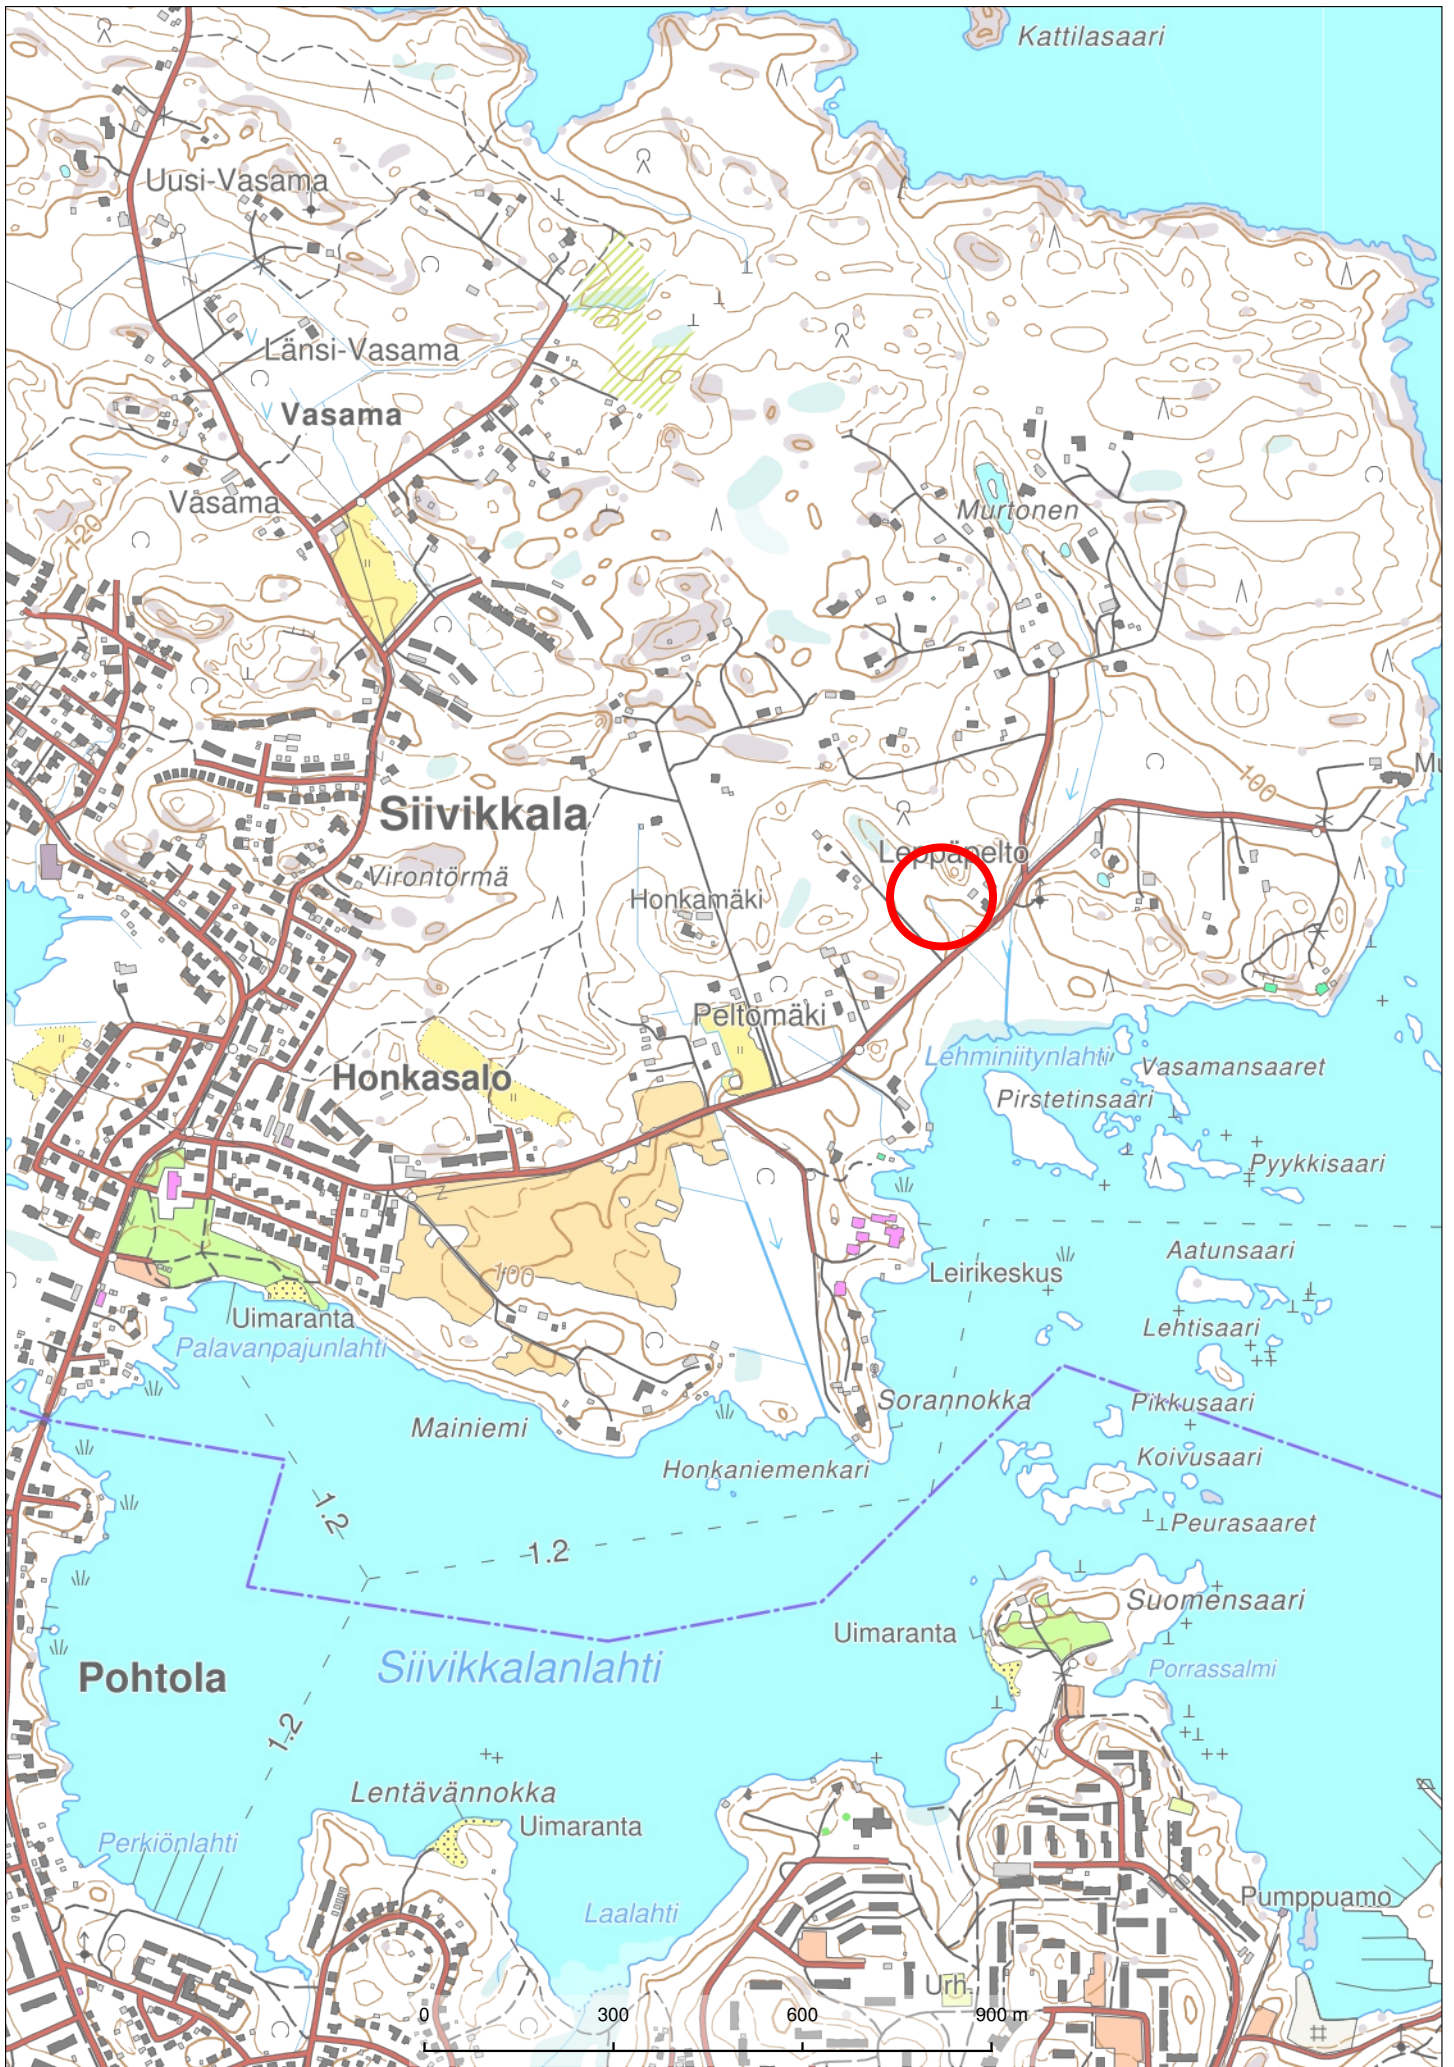 Kattilasaari
Uusi-Vasama
Länsi-Vasama
Vasama
Vasama
Murtonen
120
Siivikkala
100
Mu
Virontörmä
Leppäpelto
Honkamäki
Peltomäki
Lehminiitynlahti
Vasamansaaret
Honkasalo
Pirstetinsaari
Pyykkisaari
Aatunsaari
100
Leirikeskus
Uimaranta
Lehtisaari
Palavanpajunlahti
Sorannokka
Pikkusaari
Mainiemi
Koivusaari
Honkaniemenkari
1.2
Peurasaaret
1.2
Suomensaari
Uimaranta
Pohtola
Siivikkalanlahti
Porrassalmi
1.2
Lentävännokka
Uimaranta
Perkiönlahti
Pumppuamo
Laalahti
Urh.
0 300 600 900 m